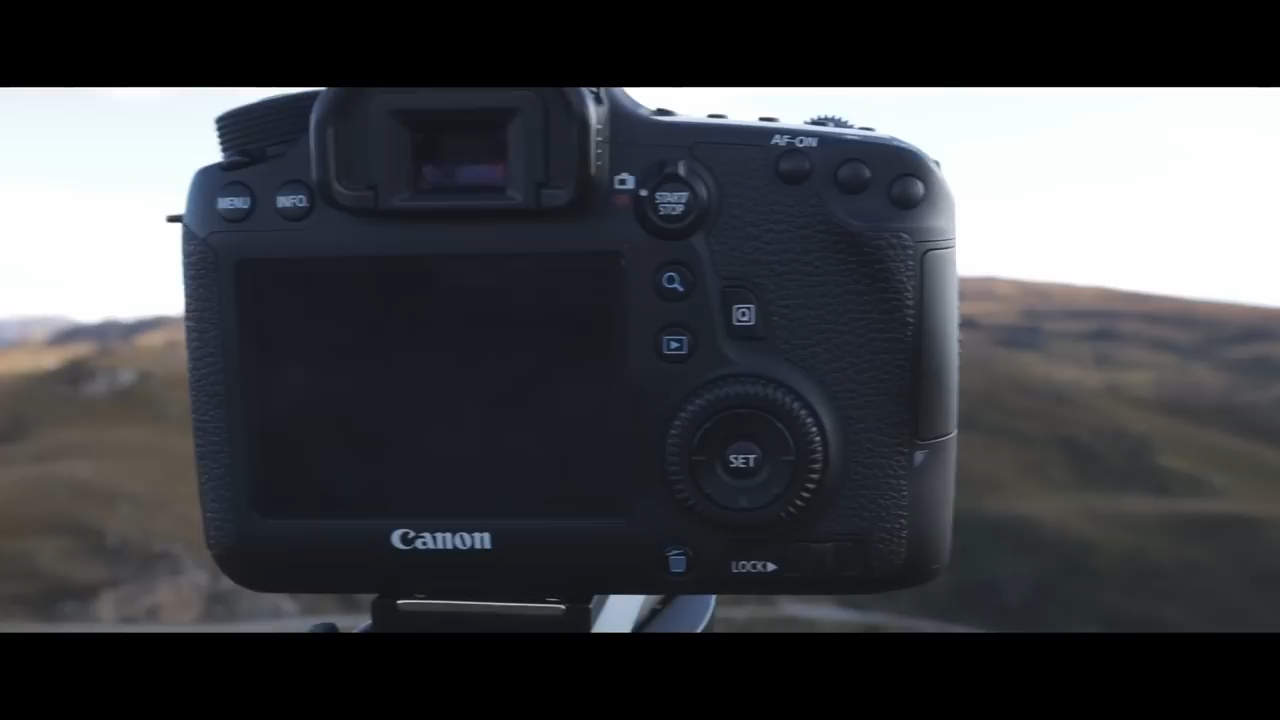 AF-ON
MENU
INFO.
START/
STOP
Q
SET
Canon
LOCK